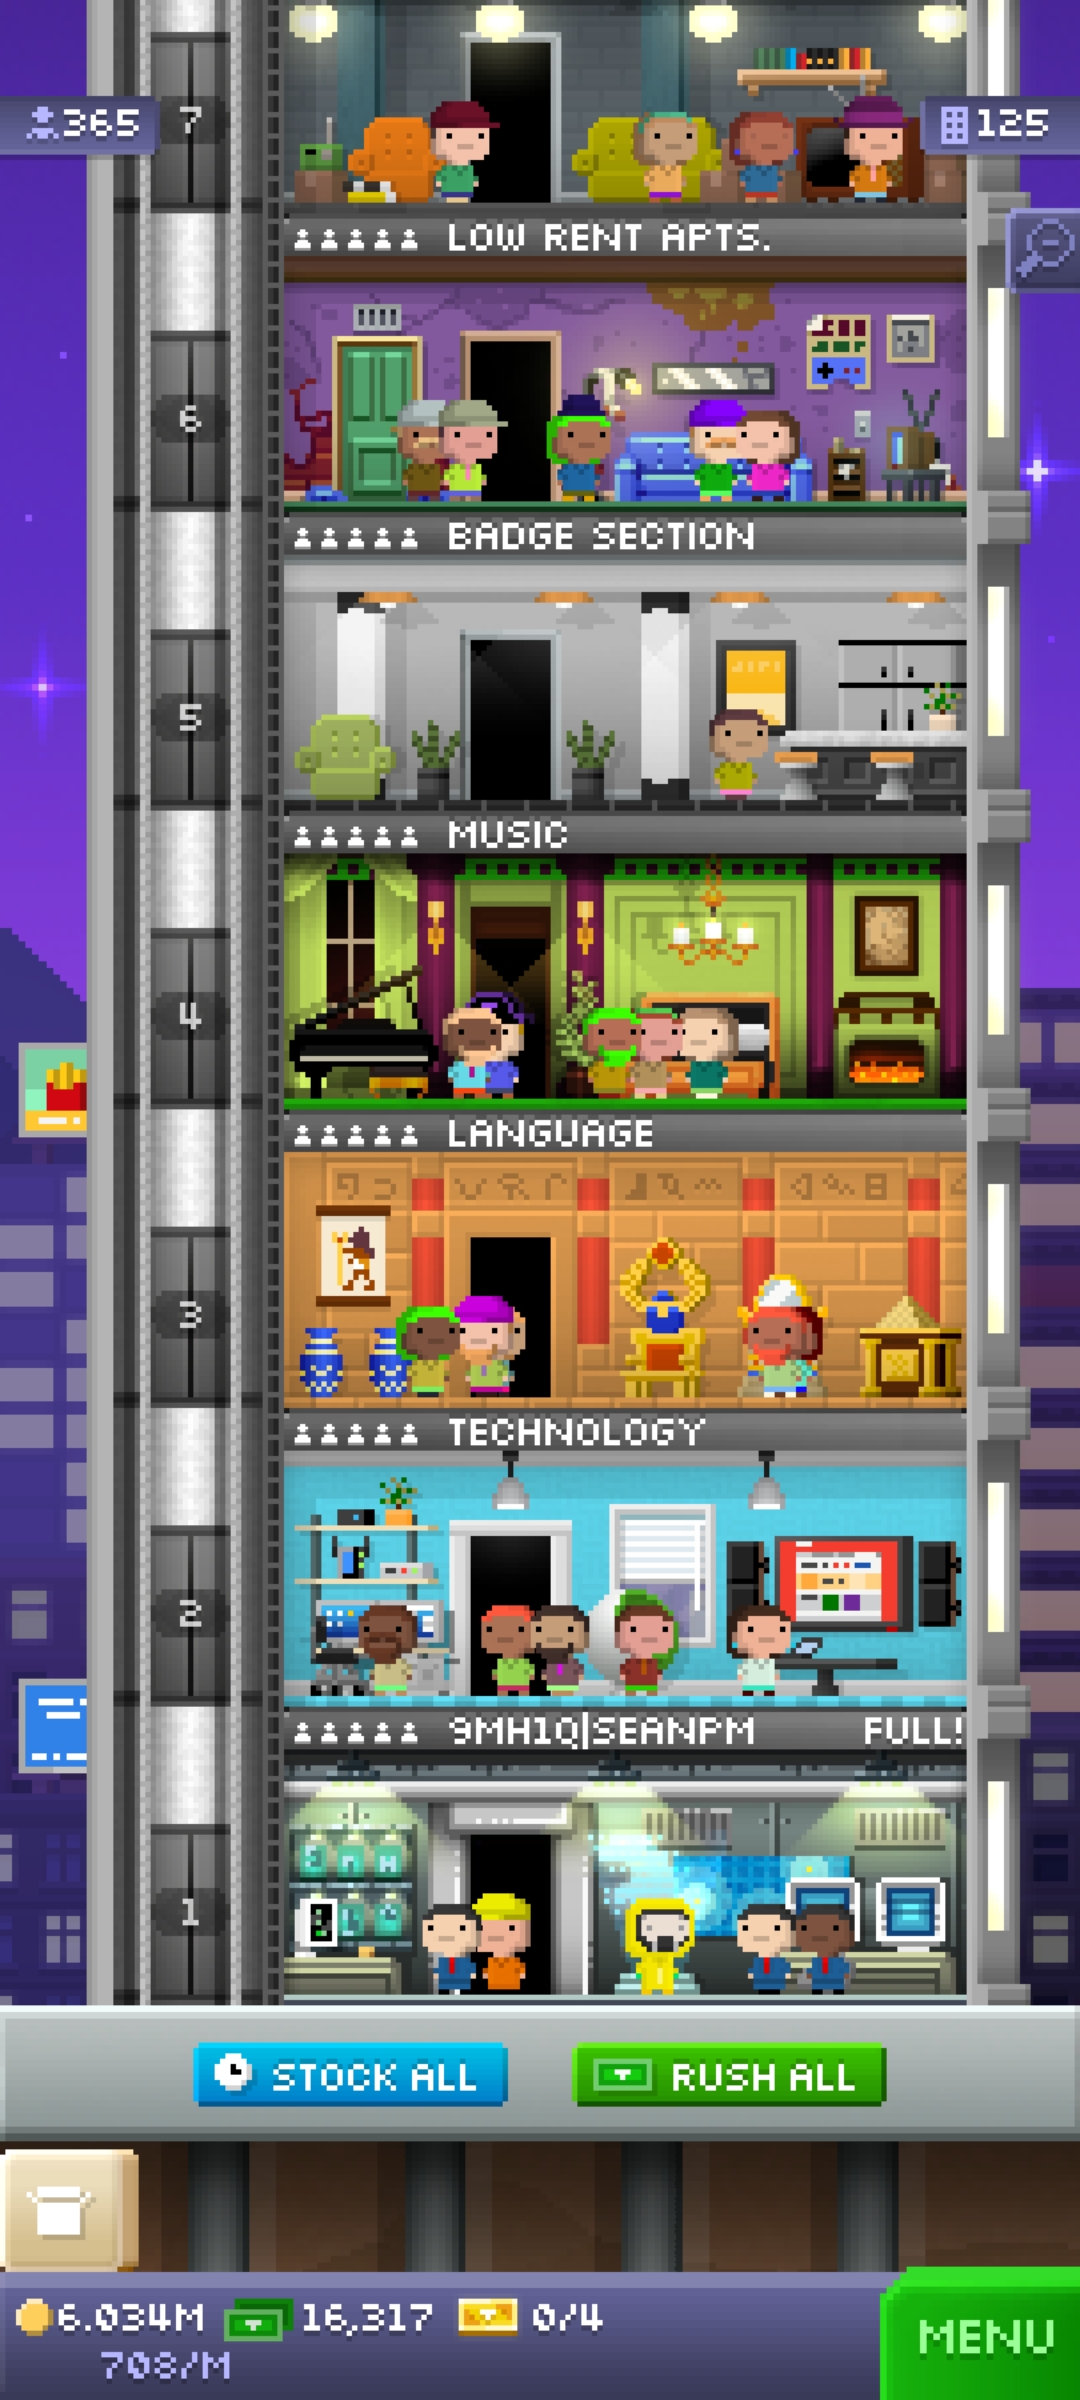 7
365
125
LOW RENT APTS.
6
BADGE SECTION
5
MUSIC
4
LANGUAGE
3
TECHNOLOGY
2
9MH1Q|SEANPM FULL!
1
STOCK ALL
RUSH ALL
6.034M 16,317 0/4
708/M
MENU